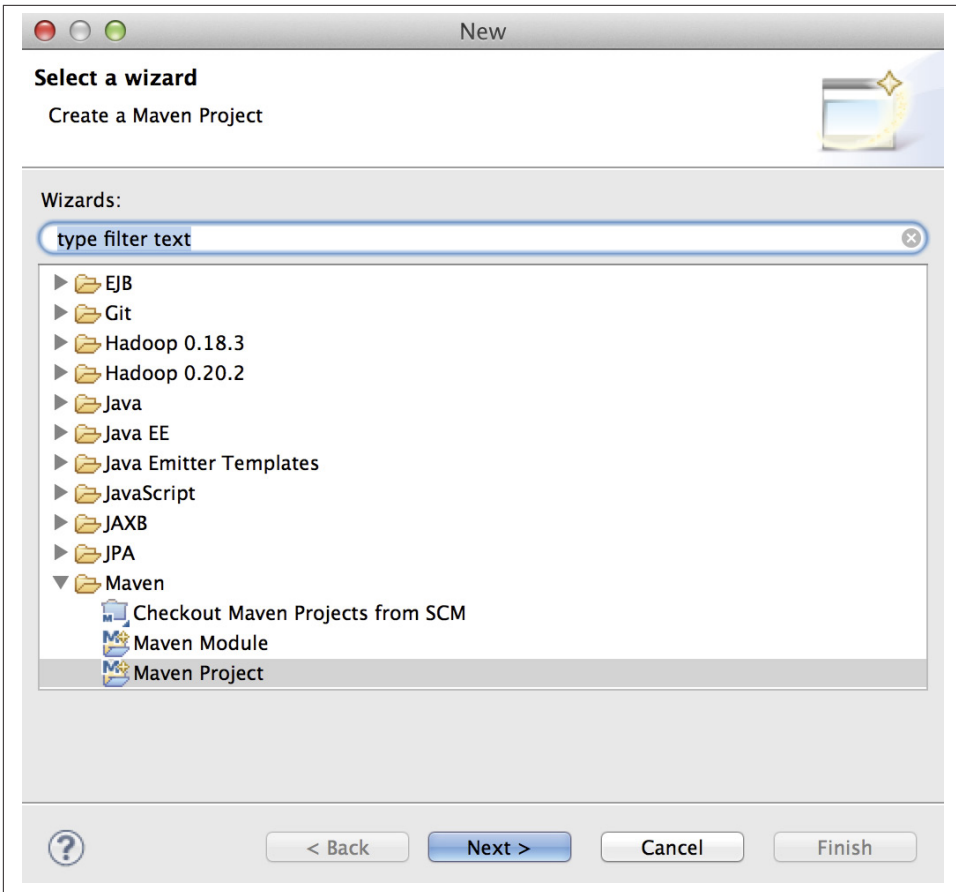 New
Select a wizard
Create a Maven Project
Wizards:
type filter text
EJB
Git
Hadoop 0.18.3
Hadoop 0.20.2
Java
Java EE
Java Emitter Templates
JavaScript
JAXB
JPA
Maven
Checkout Maven Projects from SCM
Maven Module
Maven Project
? < Back Next > Cancel Finish